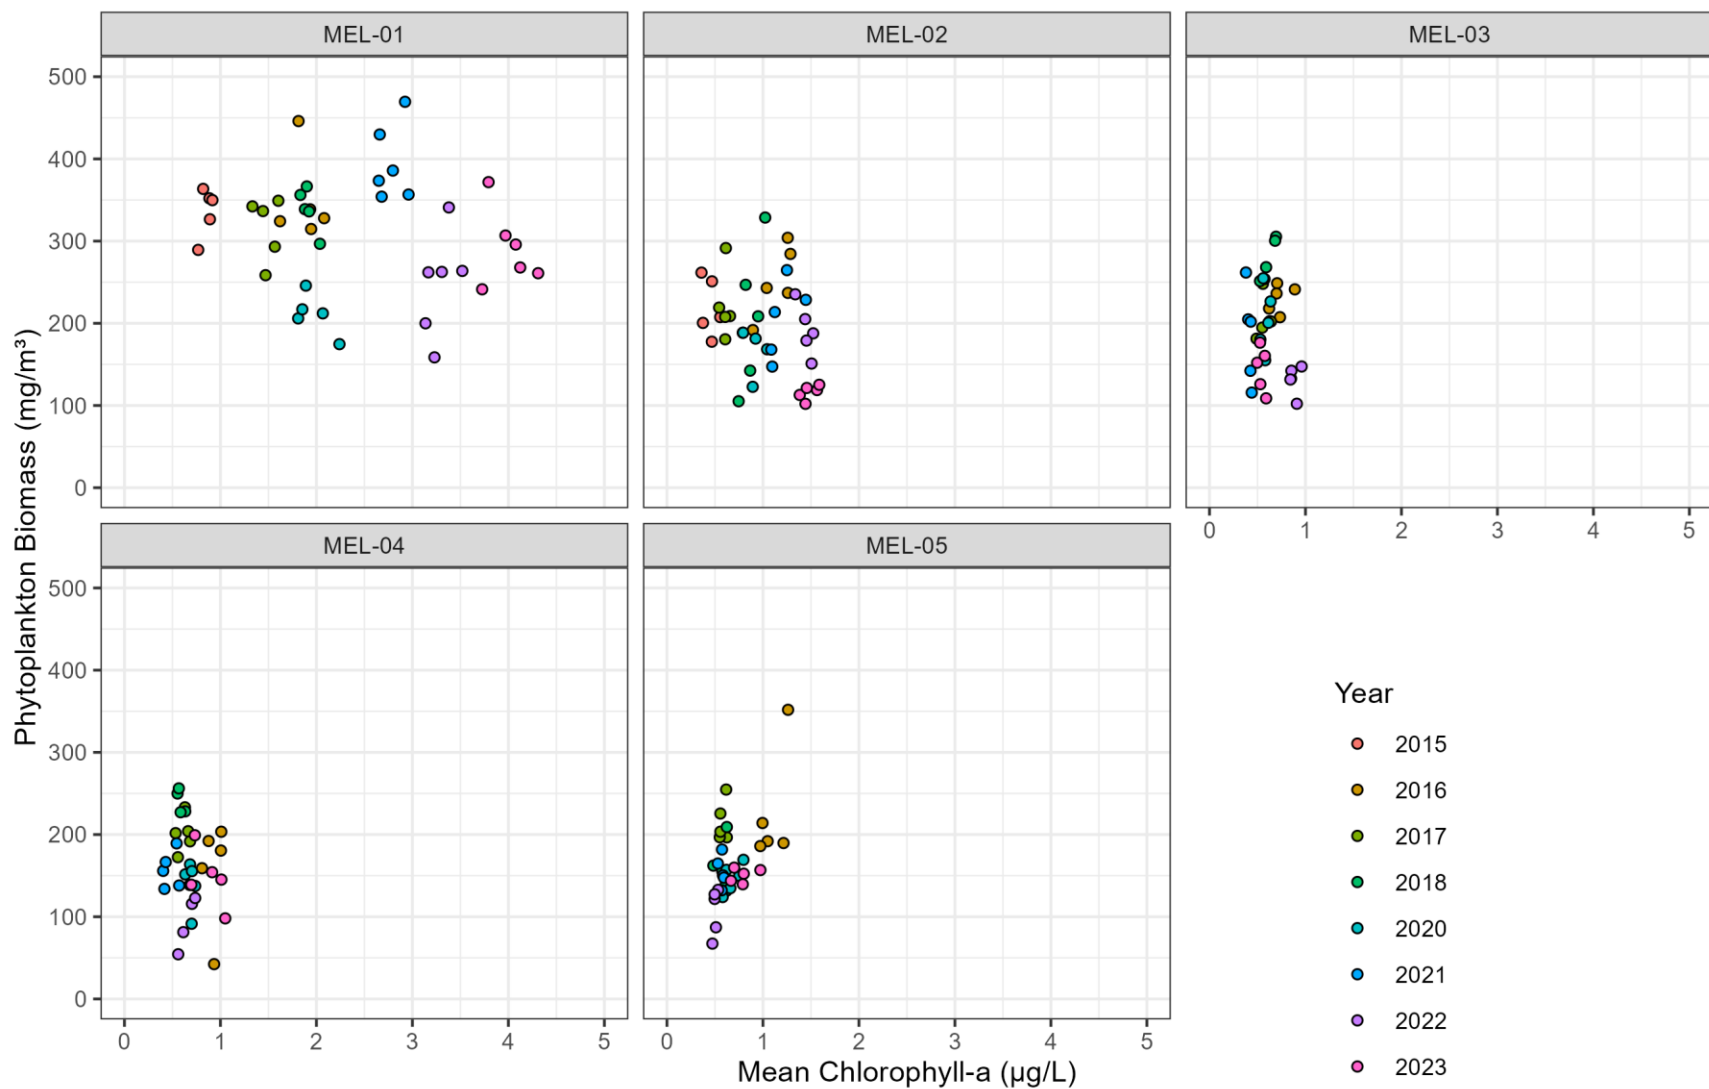 MEL-01 MEL-02 MEL-03
500
400
300
200
100
0
0 1 2 3 4 5
MEL-04 MEL-05
500
400
300
200
100
0
0 1 2 3 4 5 0 1 2 3 4 5
Phytoplankton Biomass (mg/m³)
Mean Chlorophyll-a (µg/L)
Year
2015
2016
2017
2018
2020
2021
2022
2023